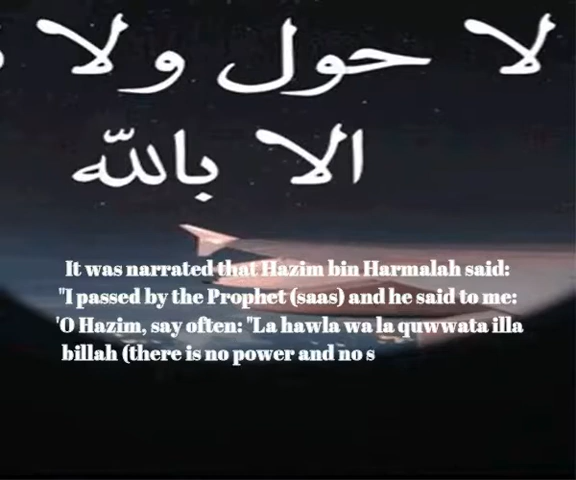 لا حول ولا
الا بالله
It was narrated that Hazim bin Harmalah said:
"I passed by the Prophet (saas) and he said to me:
'O Hazim, say often: "La hawla wa la quwwata illa
billah (there is no power and no s